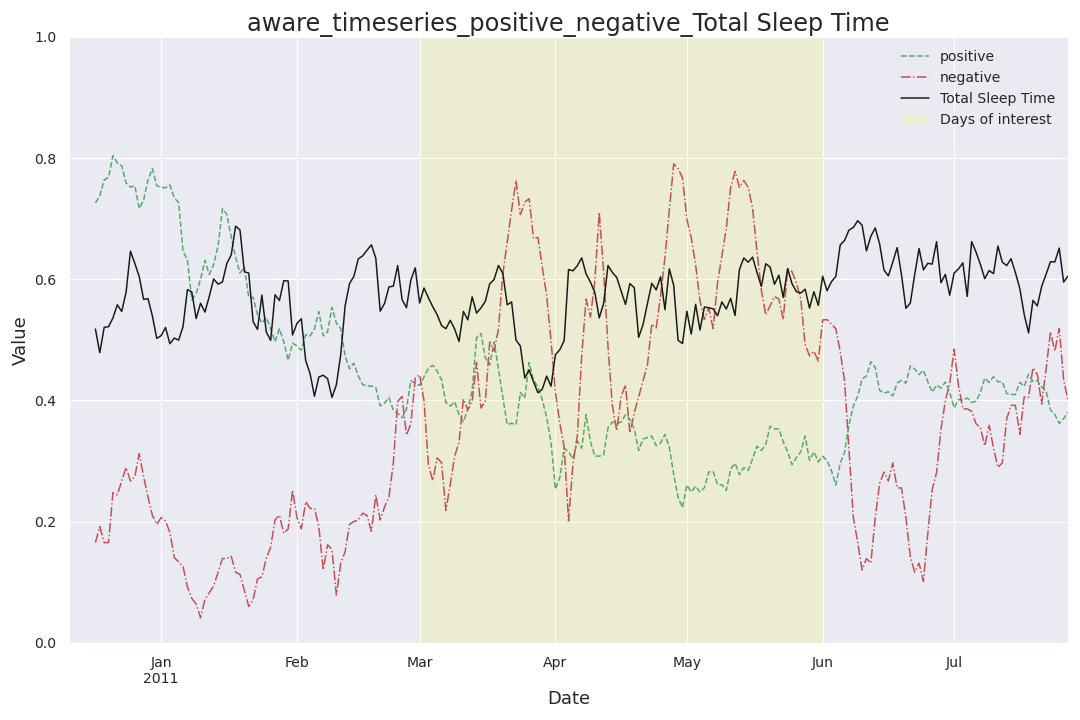 aware_timeseries_positive_negative_Total Sleep Time
1.0
0.8
0.6
0.4
0.2
0.0
Value
positive
negative
Total Sleep Time
Days of interest
Jan
2011
Feb
Mar
Apr
May
Jun
Jul
Date